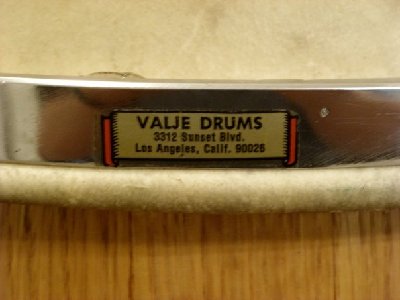 VALJE DRUMS
3312 Sunset Blvd.
Los Angeles, Calif. 90026